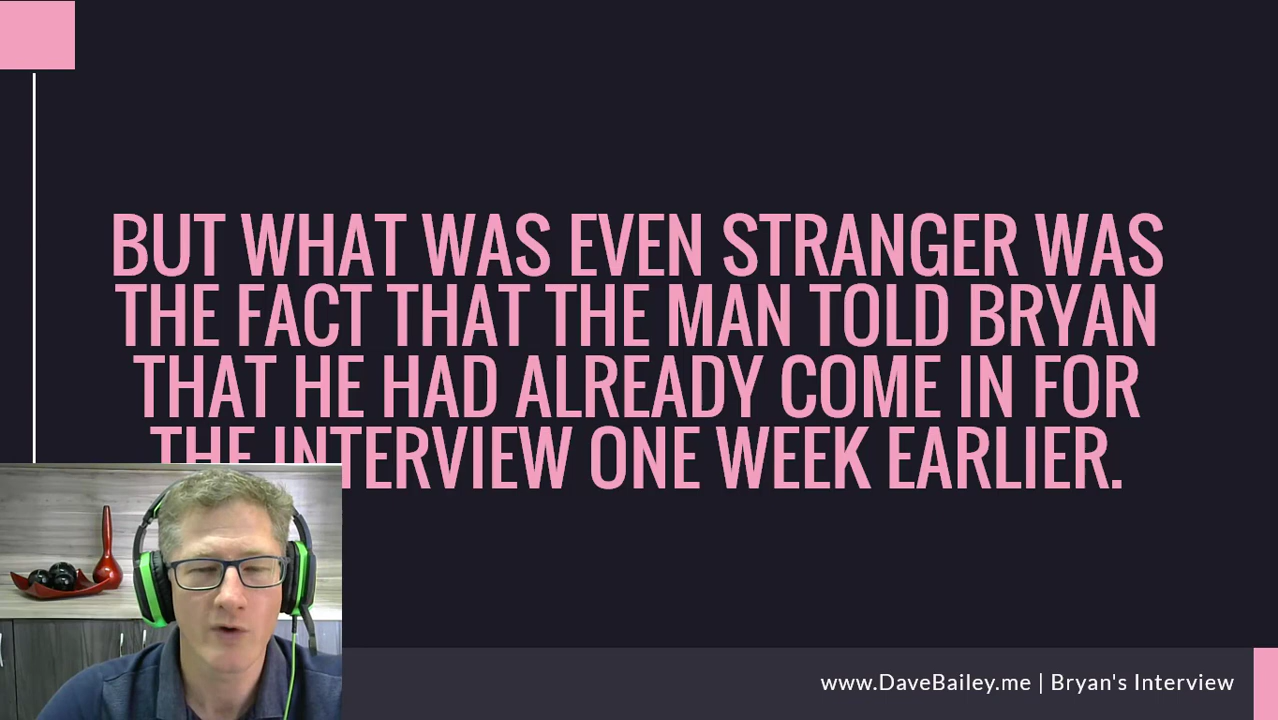 BUT WHAT WAS EVEN STRANGER WAS
THE FACT THAT THE MAN TOLD BRYAN
THAT HE HAD ALREADY COME IN FOR
THE INTERVIEW ONE WEEK EARLIER.
www.DaveBailey.me | Bryan's Interview